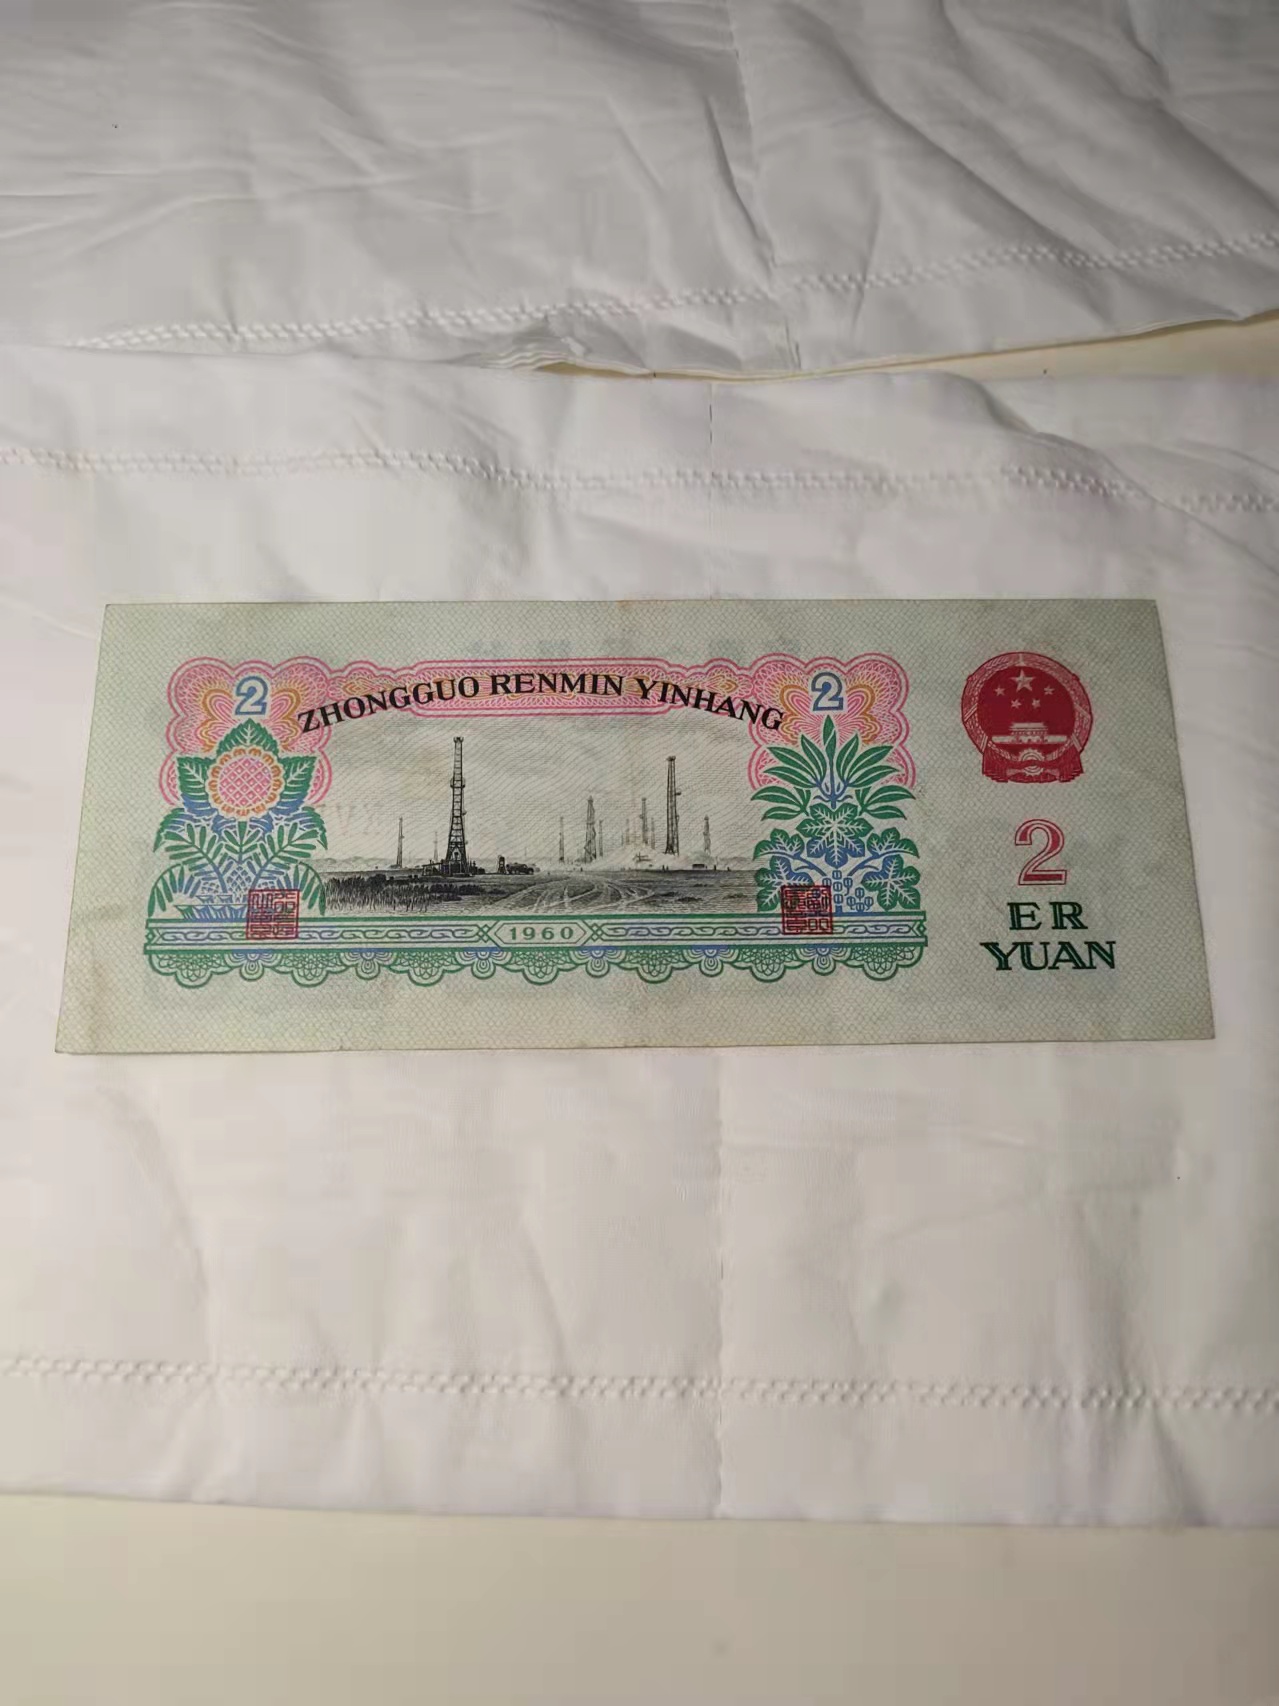 ZHONGGUO RENMIN YINHANG
2
2
1960
2
ER
YUAN